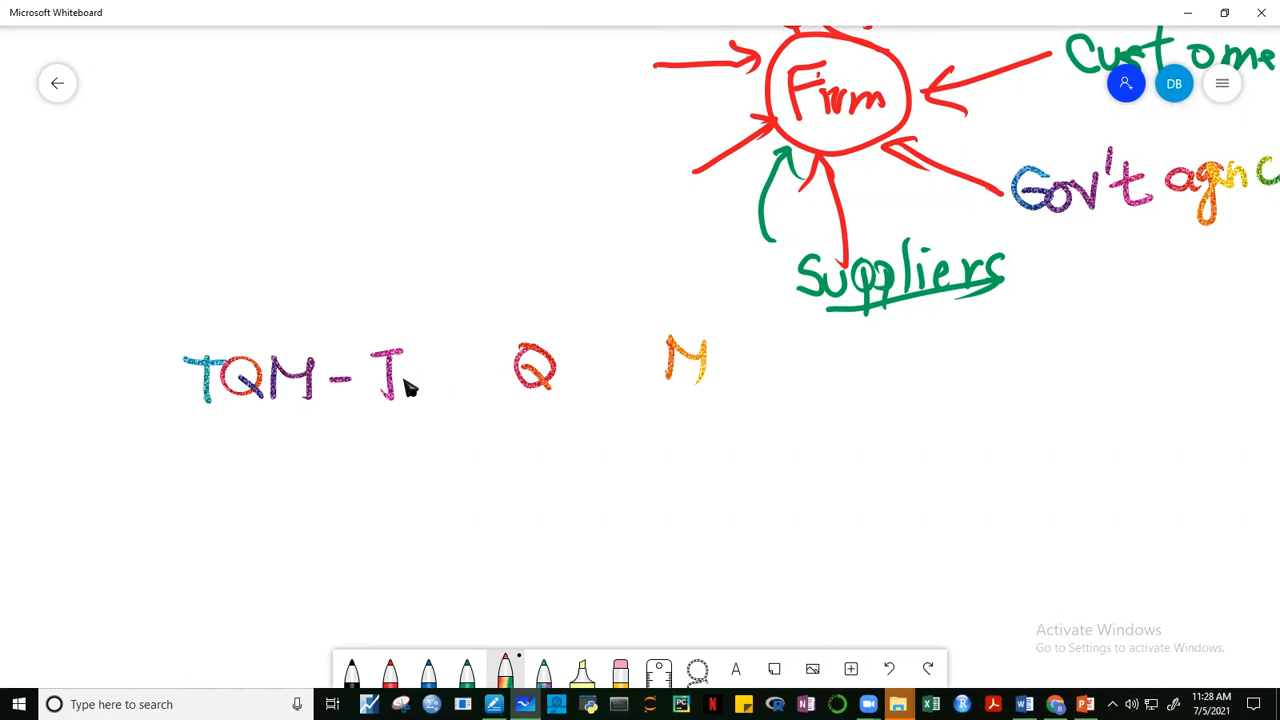 Microsoft Whiteboard
Custome
Firm
DB
Gov't agnc
suppliers
TQM - T Q M
Activate Windows
Go to Settings to activate Windows.
A
Type here to search
11:28 AM
7/5/2021